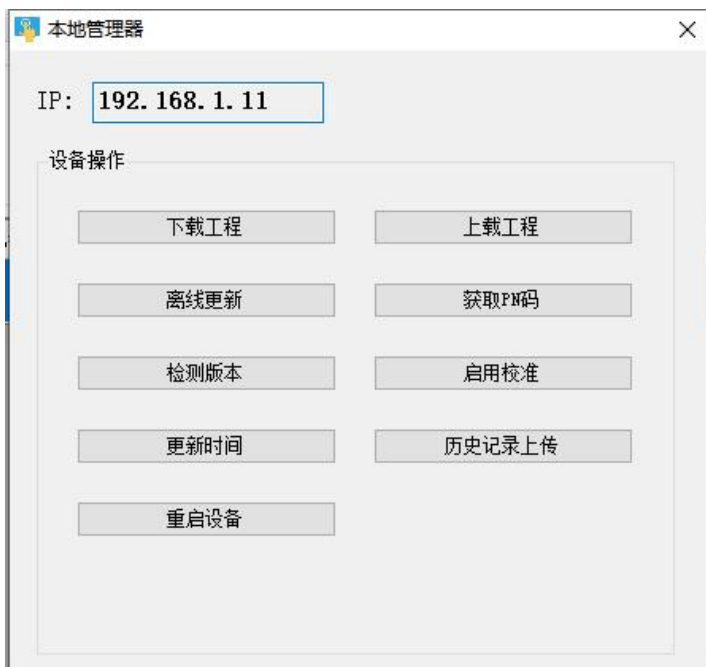 本地管理器
IP: 192.168.1.11
设备操作
下载工程 上载工程
离线更新 获取PN码
检测版本 启用校准
更新时间 历史记录上传
重启设备